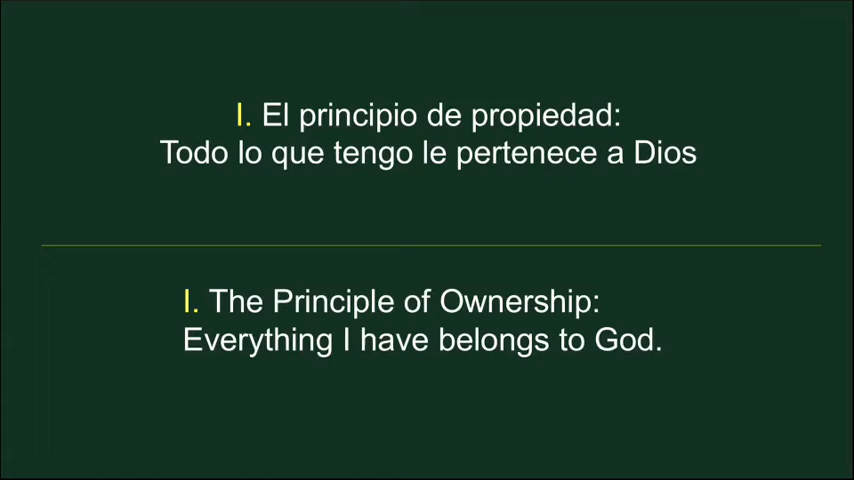 I. El principio de propiedad:
Todo lo que tengo le pertenece a Dios
I. The Principle of Ownership:
Everything I have belongs to God.